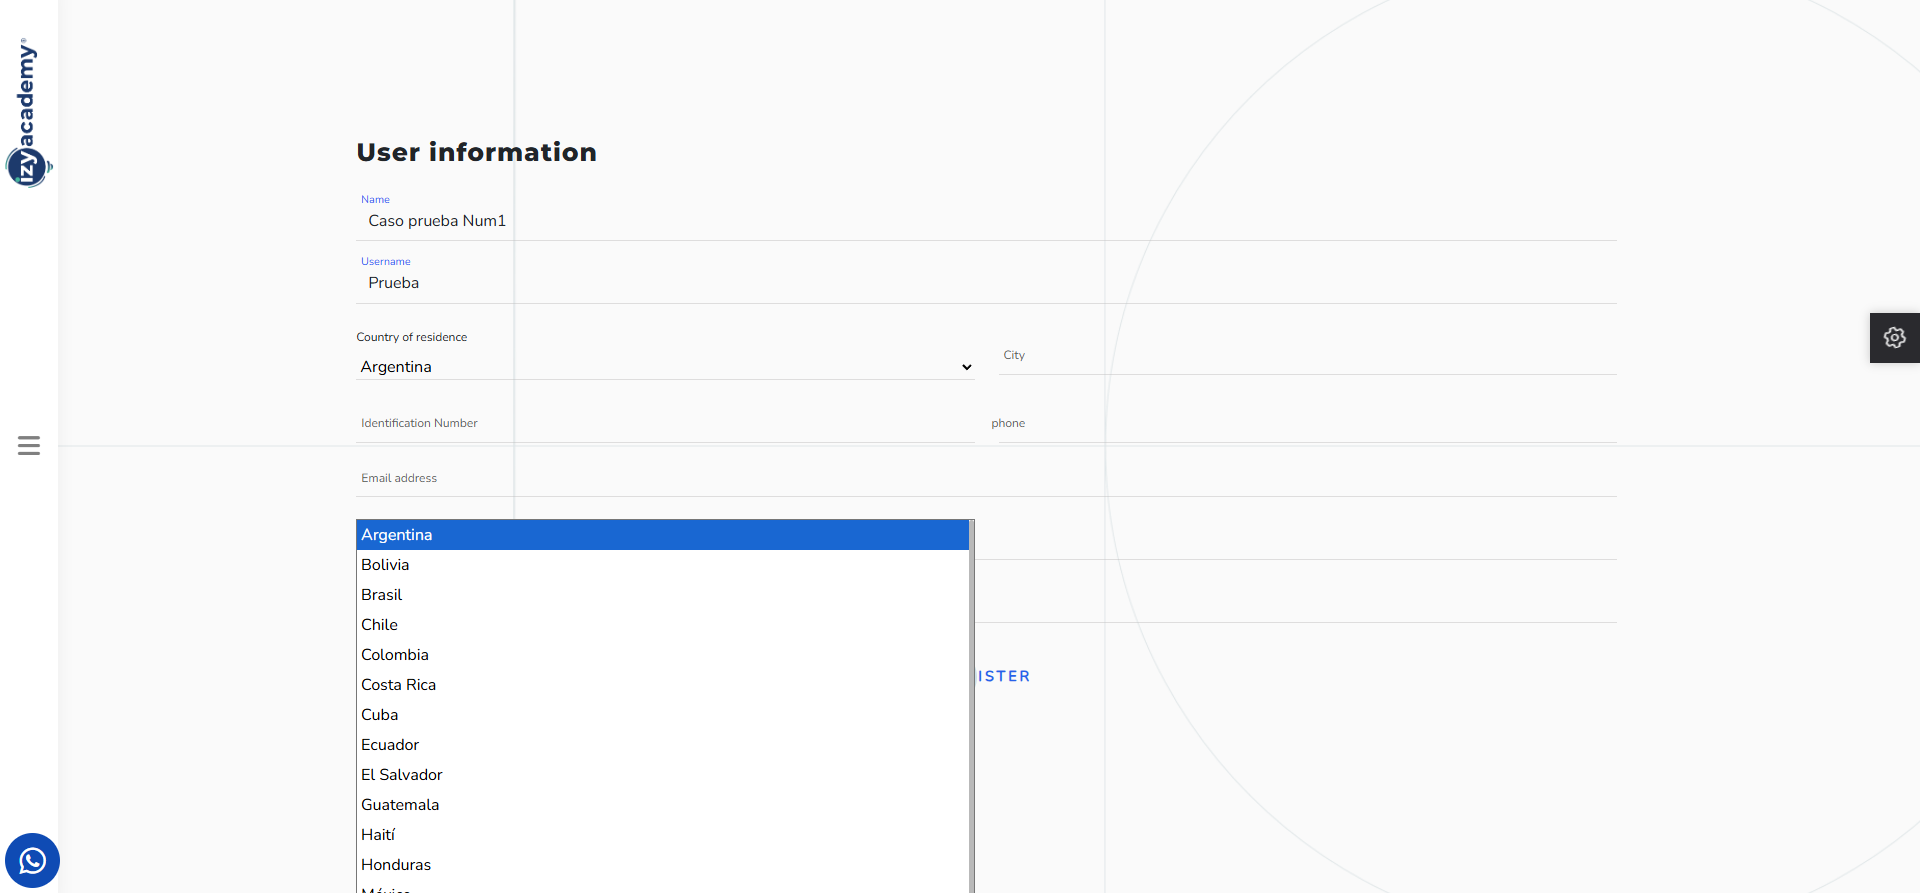 izyacademy®
User information
Name
Caso prueba Num1
Username
Prueba
Country of residence
Argentina
City
Identification Number
phone
Email address
Argentina
Bolivia
Brasil
Chile
Colombia
Costa Rica
Cuba
Ecuador
El Salvador
Guatemala
Haití
Honduras
México
ISTER